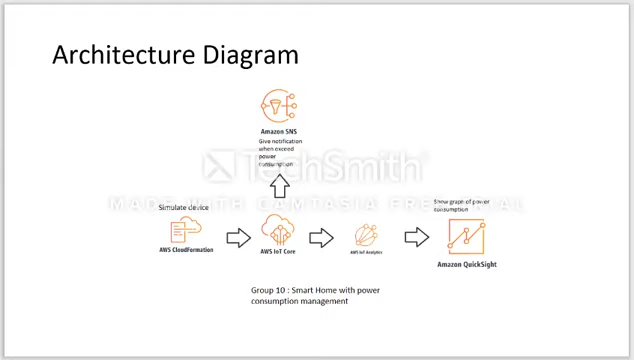 Architecture Diagram
Amazon SNS
Give notification
when exceed
power
consumption
TechSmith
MADE WITH CAMTASIA FREE TRIAL
Simulate device
Show graph of power
consumption
AWS CloudFormation
AWS IoT Core
AWS IoT Analytics
Amazon QuickSight
Group 10 : Smart Home with power
consumption management